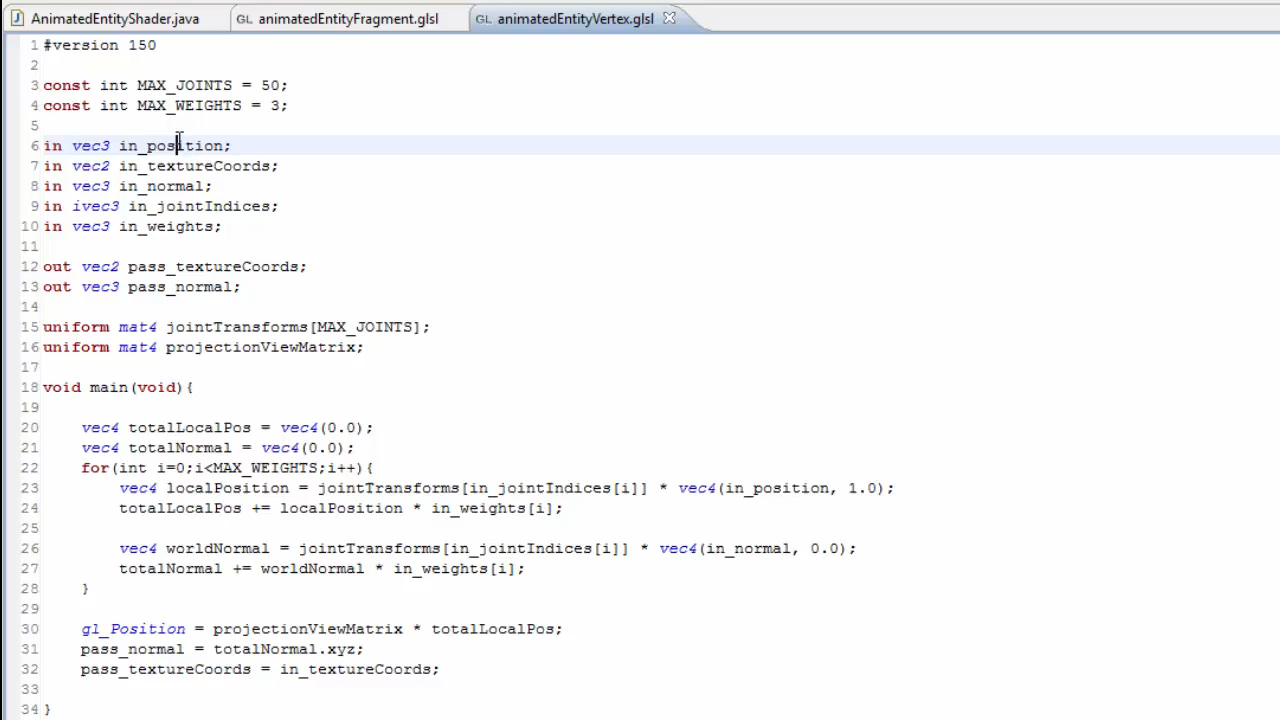 AnimatedEntityShader.java animatedEntityFragment.glsl animatedEntityVertex.glsl
1 #version 150
2
3 const int MAX_JOINTS = 50;
4 const int MAX_WEIGHTS = 3;
5
6 in vec3 in_position;
7 in vec2 in_textureCoords;
8 in vec3 in_normal;
9 in ivec3 in_jointIndices;
10 in vec3 in_weights;
11
12 out vec2 pass_textureCoords;
13 out vec3 pass_normal;
14
15 uniform mat4 jointTransforms[MAX_JOINTS];
16 uniform mat4 projectionViewMatrix;
17
18 void main(void){
19
20     vec4 totalLocalPos = vec4(0.0);
21     vec4 totalNormal = vec4(0.0);
22     for(int i=0;i<MAX_WEIGHTS;i++){
23         vec4 localPosition = jointTransforms[in_jointIndices[i]] * vec4(in_position, 1.0);
24         totalLocalPos += localPosition * in_weights[i];
25
26         vec4 worldNormal = jointTransforms[in_jointIndices[i]] * vec4(in_normal, 0.0);
27         totalNormal += worldNormal * in_weights[i];
28     }
29
30     gl_Position = projectionViewMatrix * totalLocalPos;
31     pass_normal = totalNormal.xyz;
32     pass_textureCoords = in_textureCoords;
33
34 }